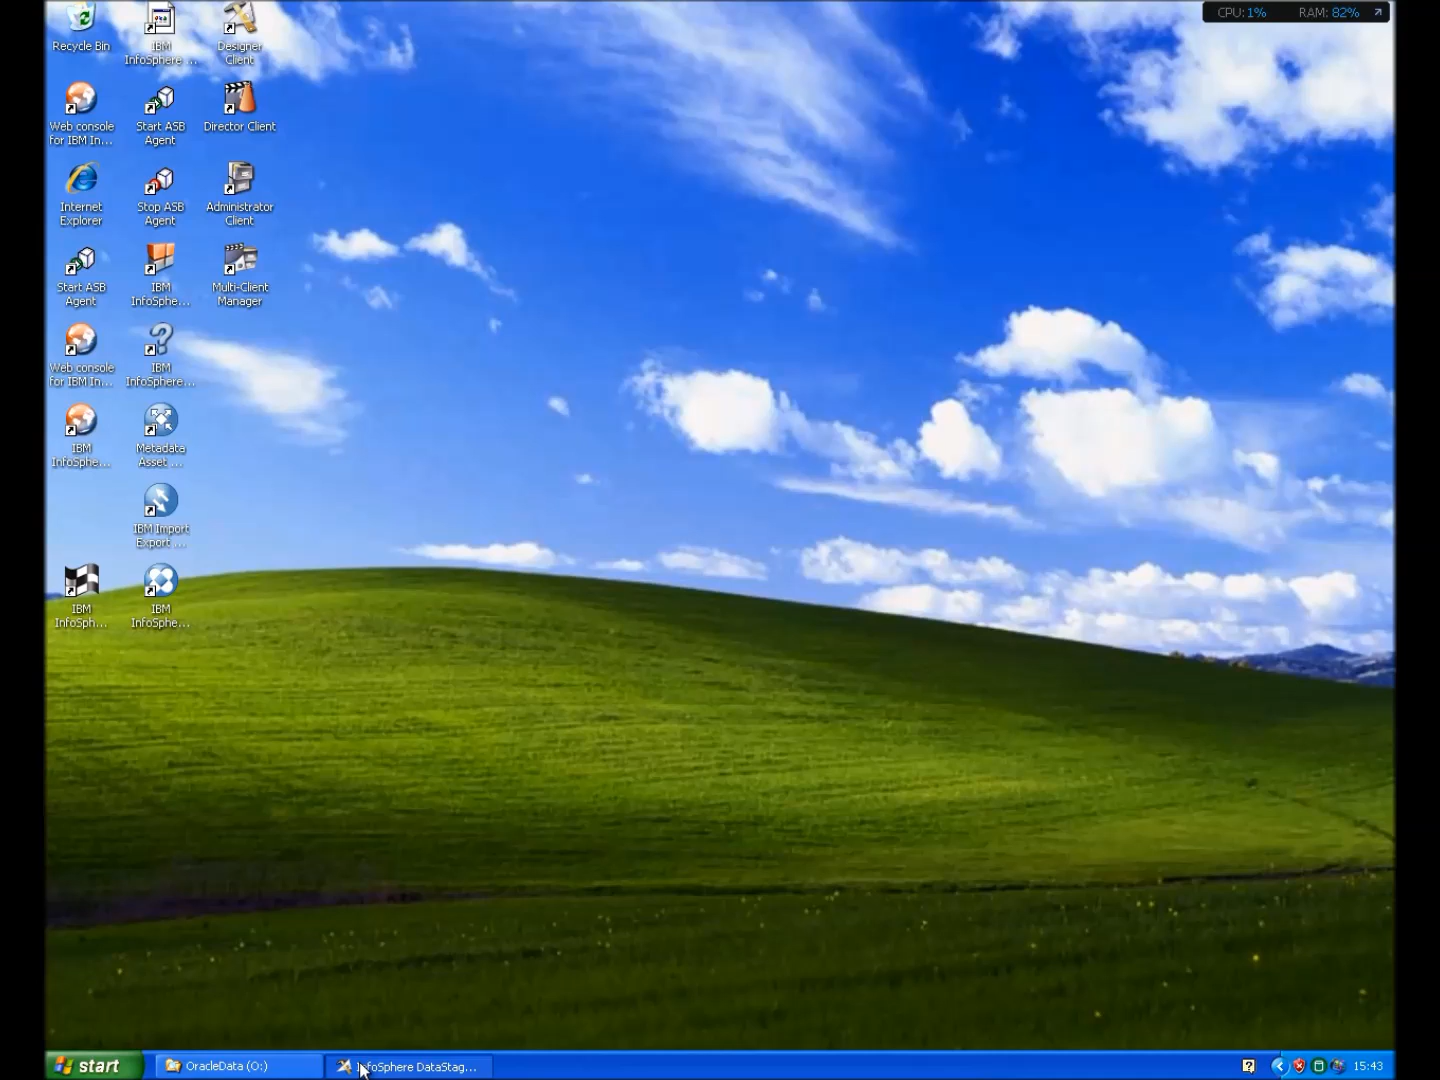 CPU: 1% RAM: 82%
Recycle Bin
IBM
InfoSphere ...
Designer
Client
Web console
for IBM In...
Start ASB
Agent
Director Client
Internet
Explorer
Stop ASB
Agent
Administrator
Client
Start ASB
Agent
IBM
InfoSphe...
Multi-Client
Manager
Web console
for IBM In...
IBM
InfoSphere...
IBM
InfoSphe...
Metadata
Asset ...
IBM Import
Export ...
IBM
InfoSph...
IBM
InfoSphe...
start
OracleData (O:)
InfoSphere DataStag...
15:43